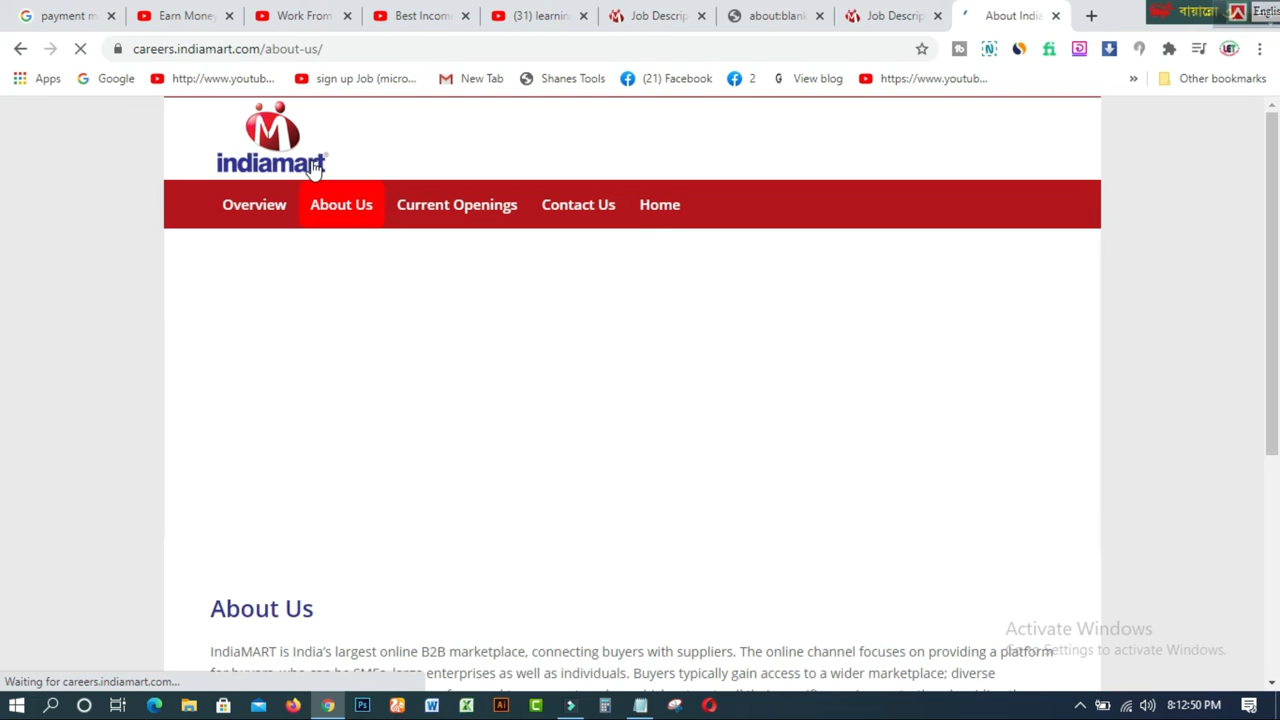 payment m
Earn Money
Work From
Best Incom
(31) learnin
Job Descrip
about:blan
Job Descrip
About India
বায়ান্নো
Englis
careers.indiamart.com/about-us/
Apps
Google
http://www.youtub...
sign up Job (micro...
New Tab
Shanes Tools
(21) Facebook
2
View blog
https://www.youtub...
»
Other bookmarks
indiamart
Overview
About Us
Current Openings
Contact Us
Home
About Us
IndiaMART is India's largest online B2B marketplace, connecting buyers with suppliers. The online channel focuses on providing a platform
enterprises as well as individuals. Buyers typically gain access to a wider marketplace; diverse
Activate Windows
Go to Settings to activate Windows.
Waiting for careers.indiamart.com...
8:12:50 PM